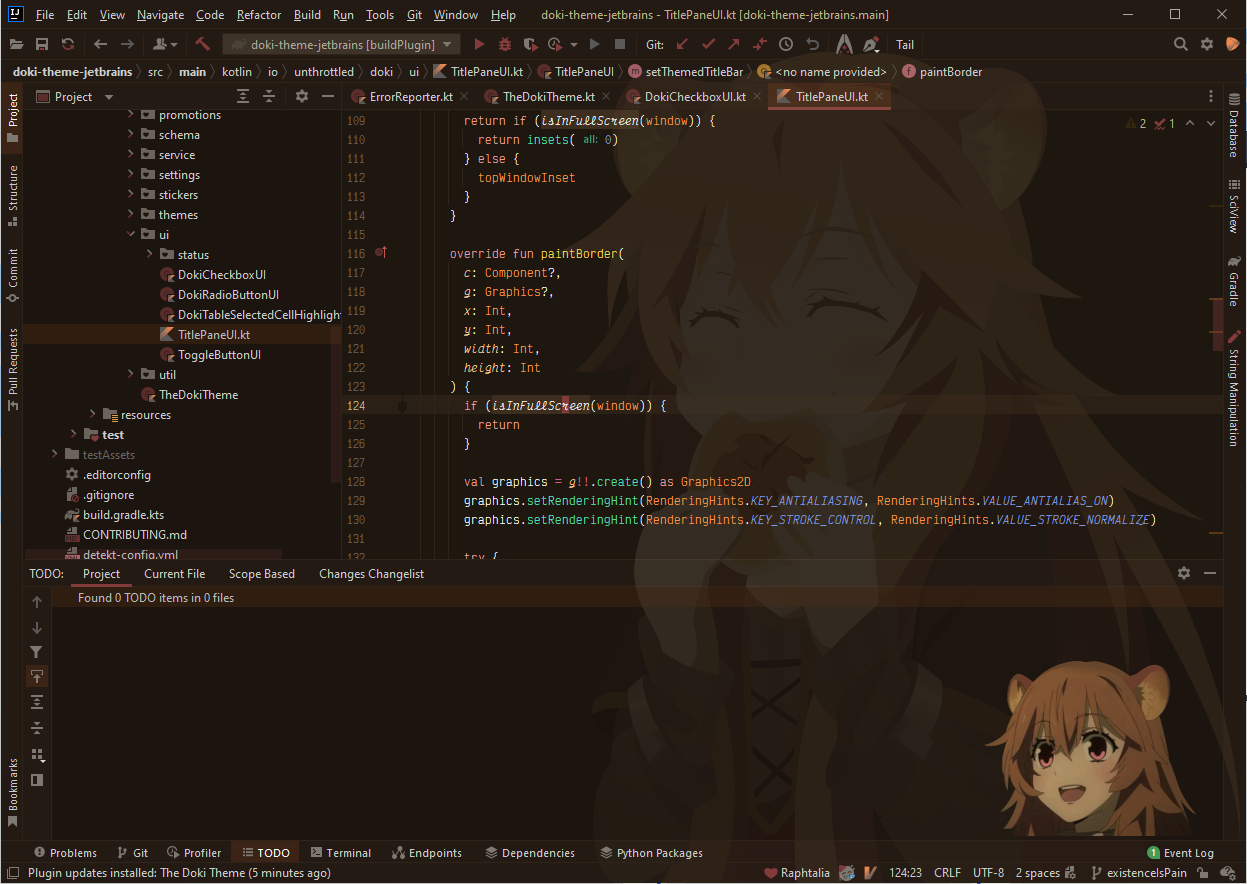 IJ File Edit View Navigate Code Refactor Build Run Tools Git Window Help doki-theme-jetbrains - TitlePaneUI.kt [doki-theme-jetbrains.main]
doki-theme-jetbrains [buildPlugin] Git: Tail
doki-theme-jetbrains src main kotlin io unthrottled doki ui TitlePaneUI.kt TitlePaneUI setThemedTitleBar <no name provided> paintBorder
Project
ErrorReporter.kt TheDokiTheme.kt DokiCheckboxUI.kt TitlePaneUI.kt
Project
Structure
Commit
Pull Requests
Bookmarks
promotions
schema
service
settings
stickers
themes
ui
status
DokiCheckboxUI
DokiRadioButtonUI
DokiTableSelectedCellHighligh
TitlePaneUI.kt
ToggleButtonUI
util
TheDokiTheme
resources
test
testAssets
.editorconfig
.gitignore
build.gradle.kts
CONTRIBUTING.md
detekt-config.yml
2 1
109 return if (isInFullScreen(window)) {
110 return insets( all: 0)
111 } else {
112 topWindowInset
113 }
114 }
115
116 override fun paintBorder(
117 c: Component?,
118 g: Graphics?,
119 x: Int,
120 y: Int,
121 width: Int,
122 height: Int
123 ) {
124 if (isInFullScreen(window)) {
125 return
126 }
127
128 val graphics = g!!.create() as Graphics2D
129 graphics.setRenderingHint(RenderingHints.KEY_ANTIALIASING, RenderingHints.VALUE_ANTIALIAS_ON)
130 graphics.setRenderingHint(RenderingHints.KEY_STROKE_CONTROL, RenderingHints.VALUE_STROKE_NORMALIZE)
131
132 try {
Database
SciView
Gradle
String Manipulation
TODO: Project Current File Scope Based Changes Changelist
Found 0 TODO items in 0 files
Problems Git Profiler TODO Terminal Endpoints Dependencies Python Packages 1 Event Log
Plugin updates installed: The Doki Theme (5 minutes ago) Raphtalia 124:23 CRLF UTF-8 2 spaces existenceIsPain